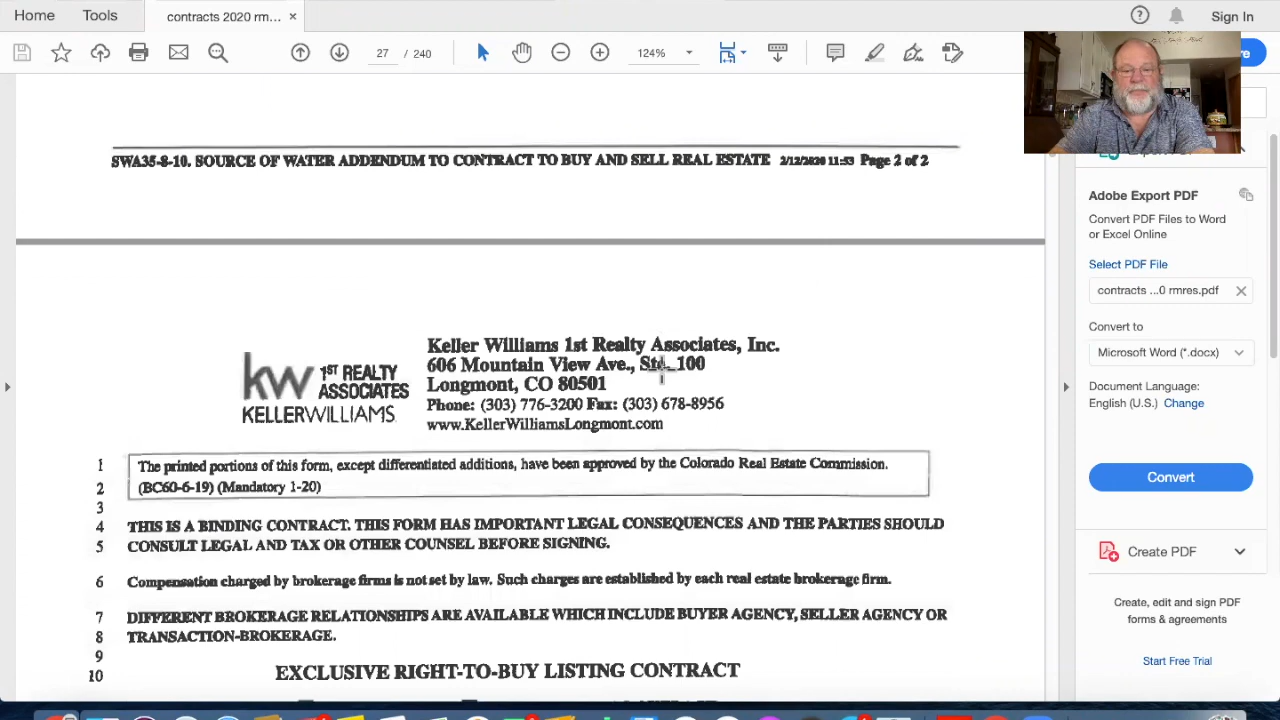 Home Tools contracts 2020 rm... × Sign In
27 / 240 124%
SWA35-8-10. SOURCE OF WATER ADDENDUM TO CONTRACT TO BUY AND SELL REAL ESTATE 2/12/2020 11:53 Page 2 of 2
kw 1ST REALTY
ASSOCIATES
KELLERWILLIAMS.
Keller Williams 1st Realty Associates, Inc.
606 Mountain View Ave., Ste. 100
Longmont, CO 80501
Phone: (303) 776-3200 Fax: (303) 678-8956
www.KellerWilliamsLongmont.com
1 The printed portions of this form, except differentiated additions, have been approved by the Colorado Real Estate Commission.
2 (BC60-6-19) (Mandatory 1-20)
3
4 THIS IS A BINDING CONTRACT. THIS FORM HAS IMPORTANT LEGAL CONSEQUENCES AND THE PARTIES SHOULD
5 CONSULT LEGAL AND TAX OR OTHER COUNSEL BEFORE SIGNING.
6 Compensation charged by brokerage firms is not set by law. Such charges are established by each real estate brokerage firm.
7 DIFFERENT BROKERAGE RELATIONSHIPS ARE AVAILABLE WHICH INCLUDE BUYER AGENCY, SELLER AGENCY OR
8 TRANSACTION-BROKERAGE.
9
10 EXCLUSIVE RIGHT-TO-BUY LISTING CONTRACT
Adobe Export PDF
Convert PDF Files to Word
or Excel Online
Select PDF File
contracts ...0 rmres.pdf
Convert to
Microsoft Word (*.docx)
Document Language:
English (U.S.) Change
Convert
Create PDF
Create, edit and sign PDF
forms & agreements
Start Free Trial